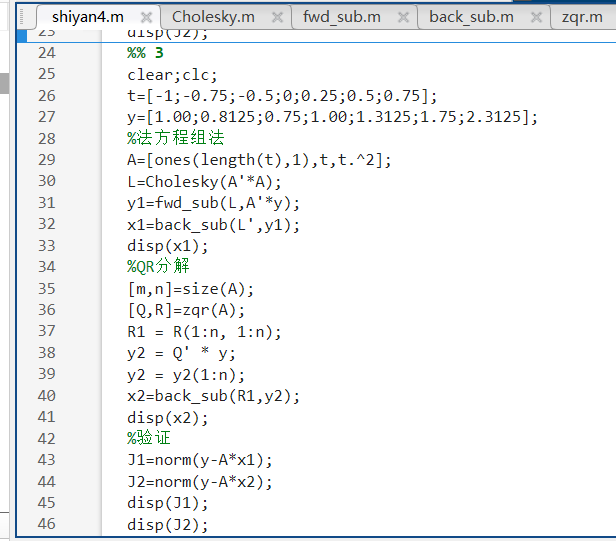 shiyan4.m
Cholesky.m
fwd_sub.m
back_sub.m
zqr.m
23 disp(J2);
24 %% 3
25 clear;clc;
26 t=[-1;-0.75;-0.5;0;0.25;0.5;0.75];
27 y=[1.00;0.8125;0.75;1.00;1.3125;1.75;2.3125];
28 %法方程组法
29 A=[ones(length(t),1),t,t.^2];
30 L=Cholesky(A'*A);
31 y1=fwd_sub(L,A'*y);
32 x1=back_sub(L',y1);
33 disp(x1);
34 %QR分解
35 [m,n]=size(A);
36 [Q,R]=zqr(A);
37 R1 = R(1:n, 1:n);
38 y2 = Q' * y;
39 y2 = y2(1:n);
40 x2=back_sub(R1,y2);
41 disp(x2);
42 %验证
43 J1=norm(y-A*x1);
44 J2=norm(y-A*x2);
45 disp(J1);
46 disp(J2);